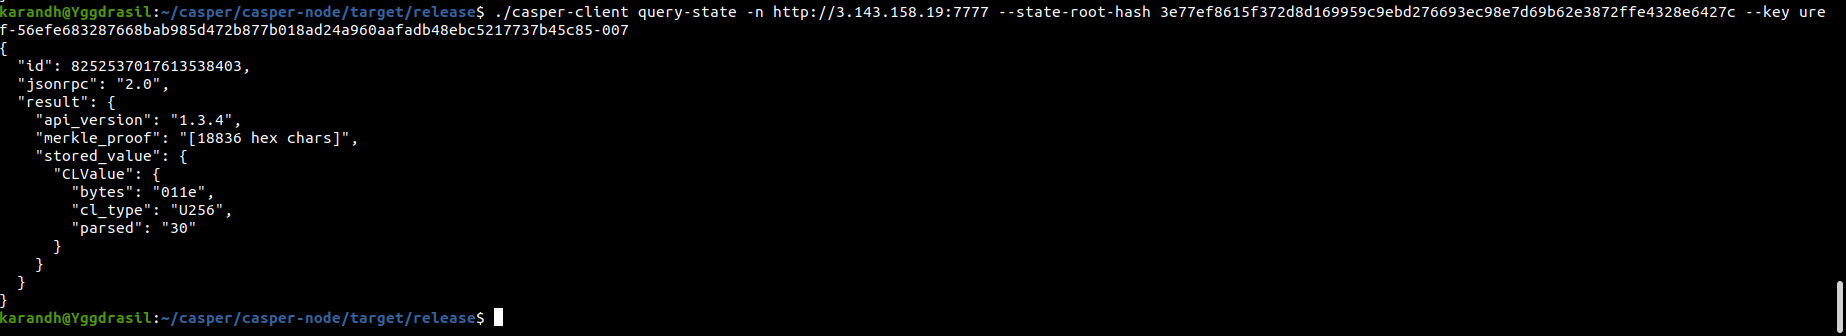 karandh@Yggdrasil:~/casper/casper-node/target/release$ ./casper-client query-state -n http://3.143.158.19:7777 --state-root-hash 3e77ef8615f372d8d169959c9ebd276693ec98e7d69b62e3872ffe4328e6427c --key ure
f-56efe683287668bab985d472b877b018ad24a960aafadb48ebc5217737b45c85-007
{
  "id": 8252537017613538403,
  "jsonrpc": "2.0",
  "result": {
    "api_version": "1.3.4",
    "merkle_proof": "[18836 hex chars]",
    "stored_value": {
      "CLValue": {
        "bytes": "011e",
        "cl_type": "U256",
        "parsed": "30"
      }
    }
  }
}
karandh@Yggdrasil:~/casper/casper-node/target/release$